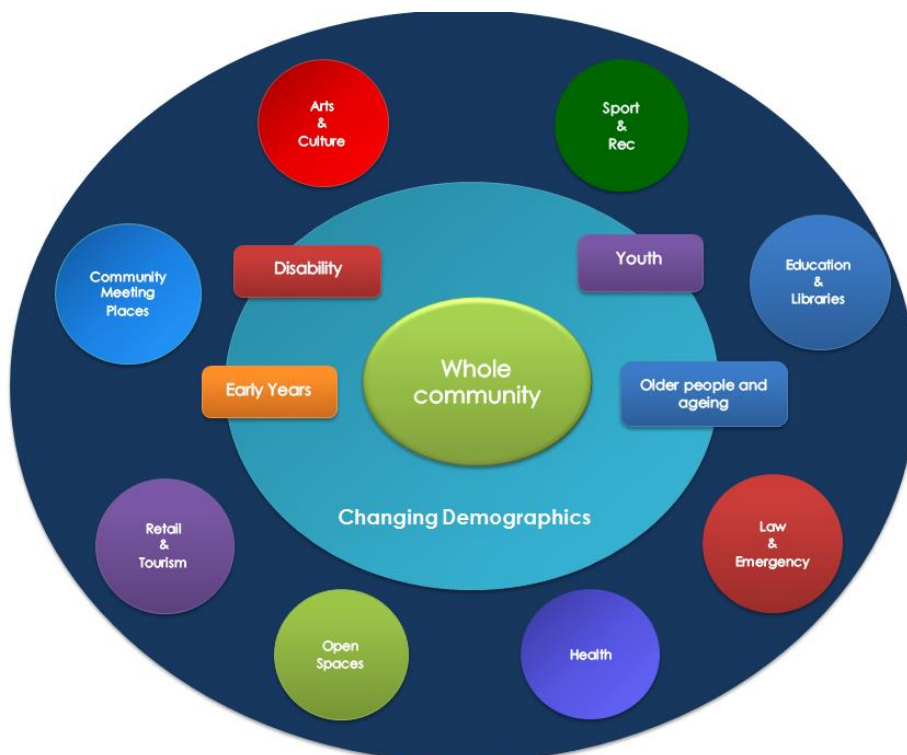 Arts
&
Culture
Sport
&
Rec
Community
Meeting
Places
Disability
Youth
Education
&
Libraries
Early Years
Whole
community
Older people and
ageing
Changing Demographics
Retail
&
Tourism
Law
&
Emergency
Open
Spaces
Health